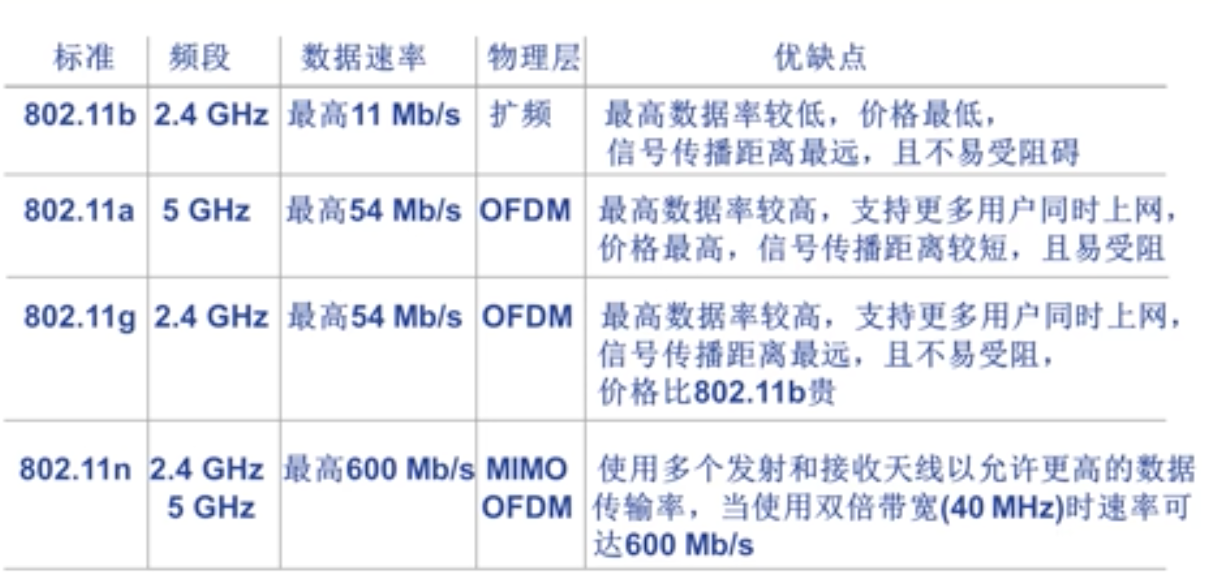 标准 频段 数据速率 物理层 优缺点
802.11b 2.4 GHz 最高11 Mb/s 扩频 最高数据率较低，价格最低，
信号传播距离最远，且不易受阻碍
802.11a 5 GHz 最高54 Mb/s OFDM 最高数据率较高，支持更多用户同时上网，
价格最高，信号传播距离较短，且易受阻
802.11g 2.4 GHz 最高54 Mb/s OFDM 最高数据率较高，支持更多用户同时上网，
信号传播距离最远，且不易受阻，
价格比802.11b贵
802.11n 2.4 GHz 最高600 Mb/s MIMO 使用多个发射和接收天线以允许更高的数据
5 GHz OFDM 传输率，当使用双倍带宽(40 MHz)时速率可
达600 Mb/s